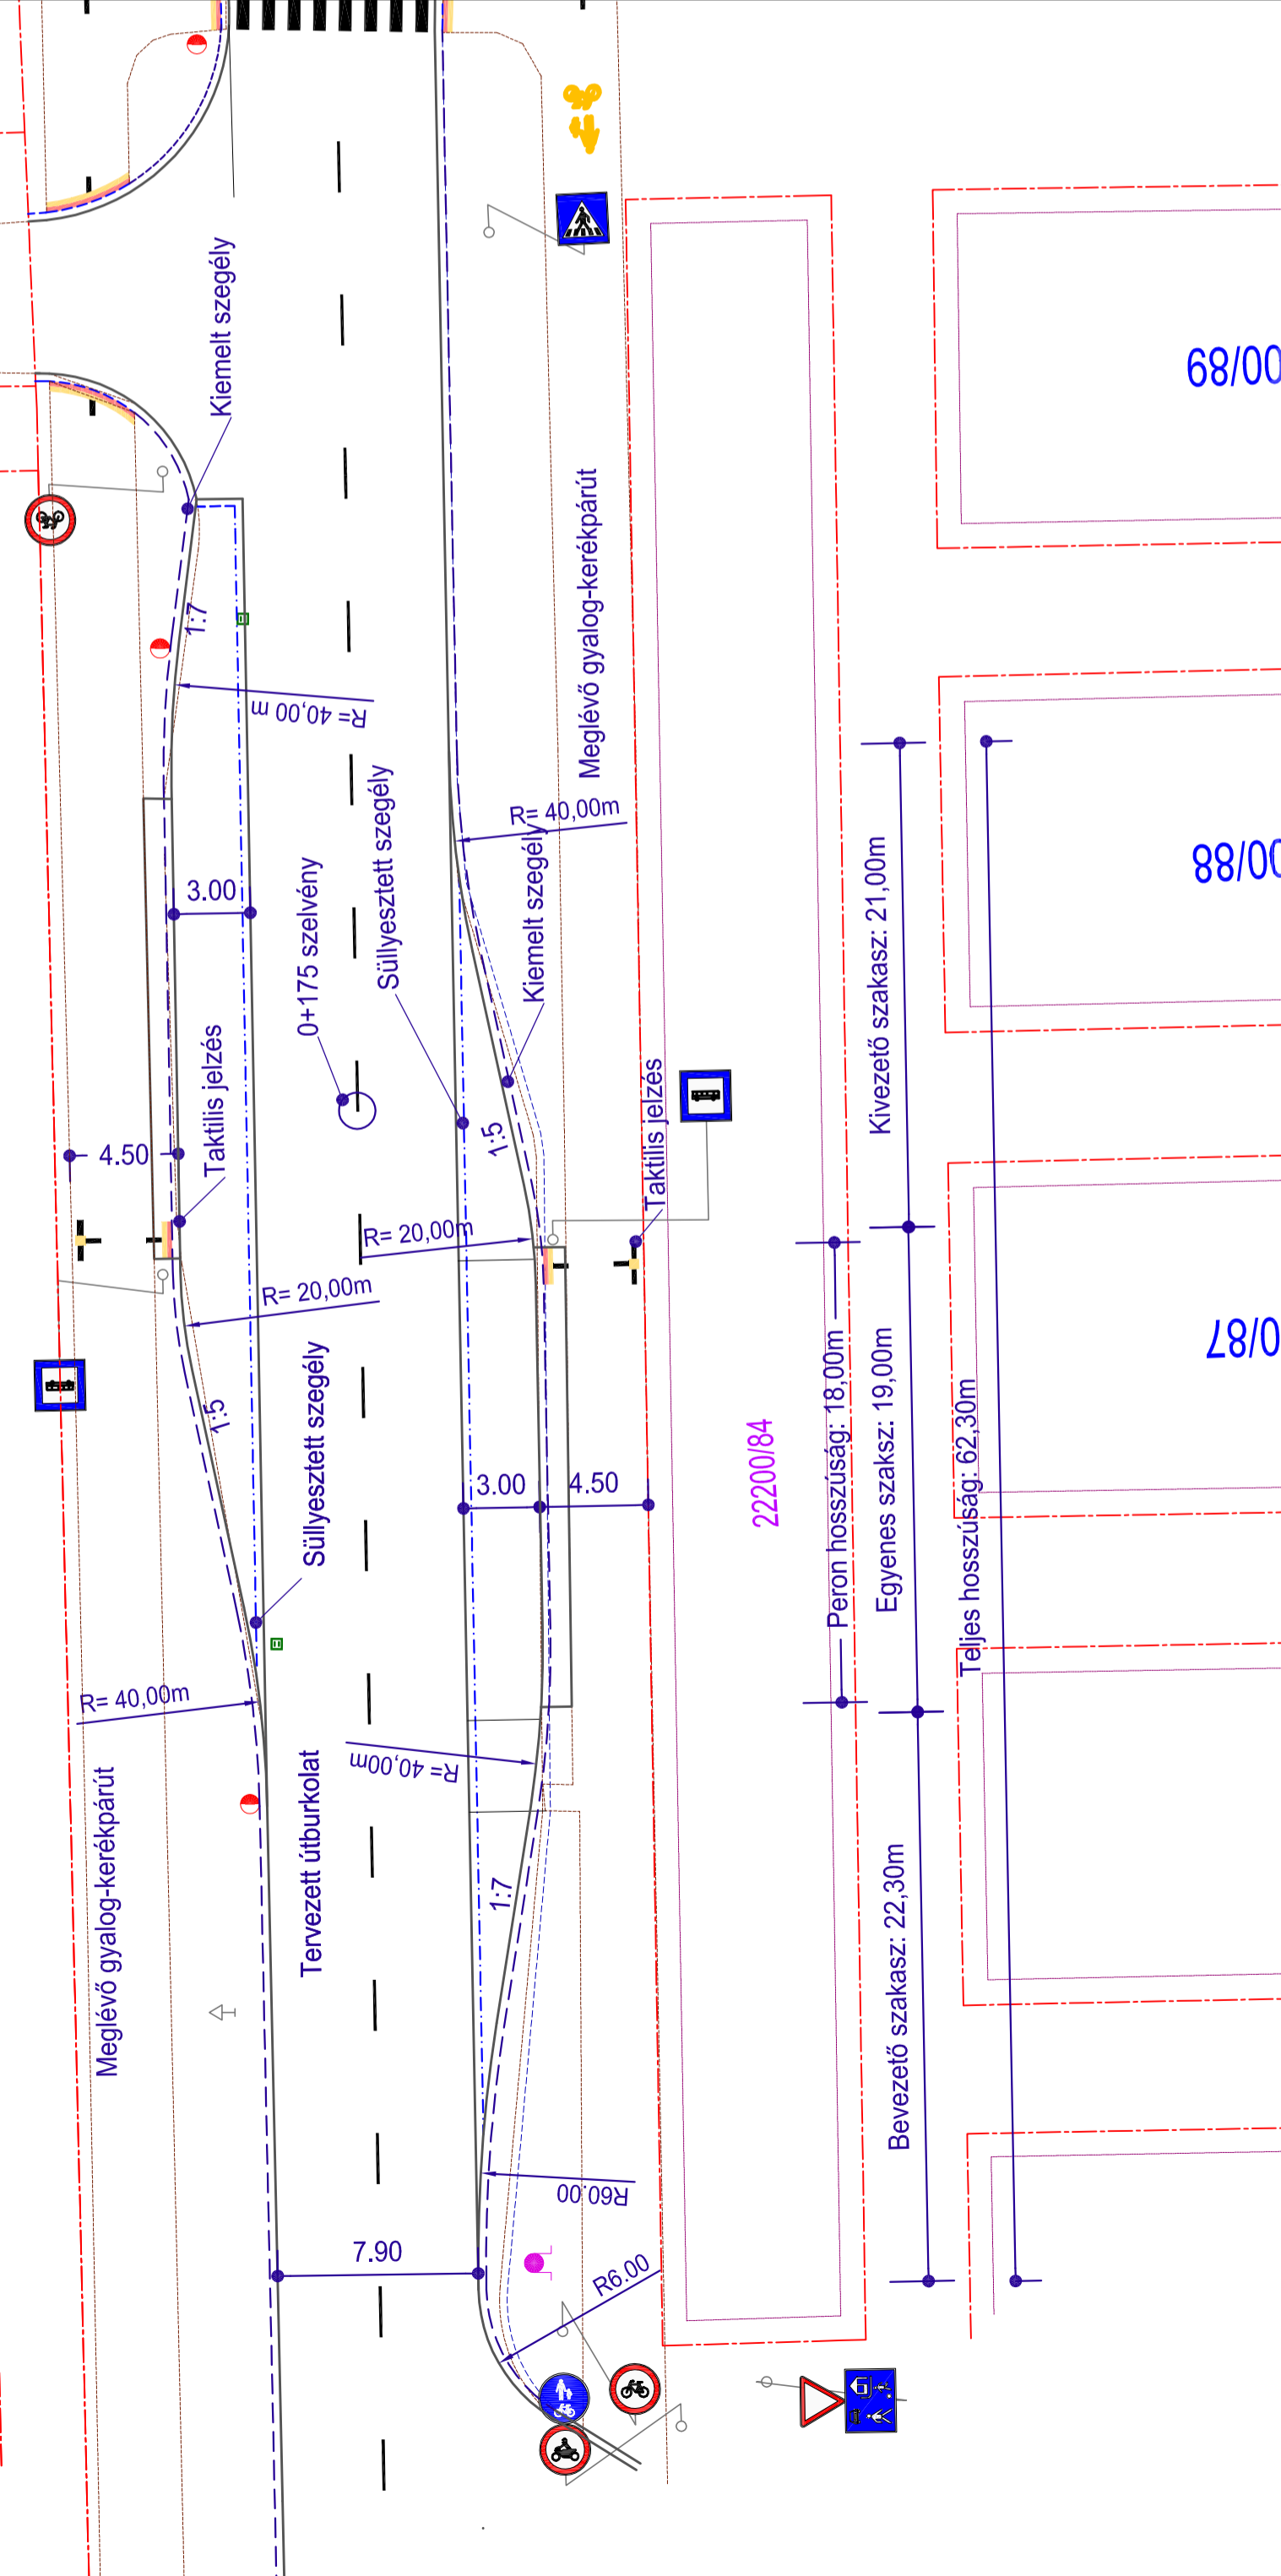 Kiemelt szegély
00/89
1:7
R= 40,00 m
Meglévő gyalog-kerékpárút
Süllyesztett szegély
R= 40,00m
Kiemelt szegély
00/88
3.00
0+175 szelvény
Kivezető szakasz: 21,00m
Taktilis jelzés
4.50
1:5
Taktilis jelzés
R= 20,00m
R= 20,00m
0/87
Süllyesztett szegély
1:5
Peron hosszúság: 18,00m
Egyenes szaksz: 19,00m
Teljes hosszúság: 62,30m
22200/84
3.00
4.50
R= 40,00m
R= 40,00m
Meglévő gyalog-kerékpárút
Tervezett útburkolat
1:7
Bevezető szakasz: 22,30m
R60.00
7.90
R6.00